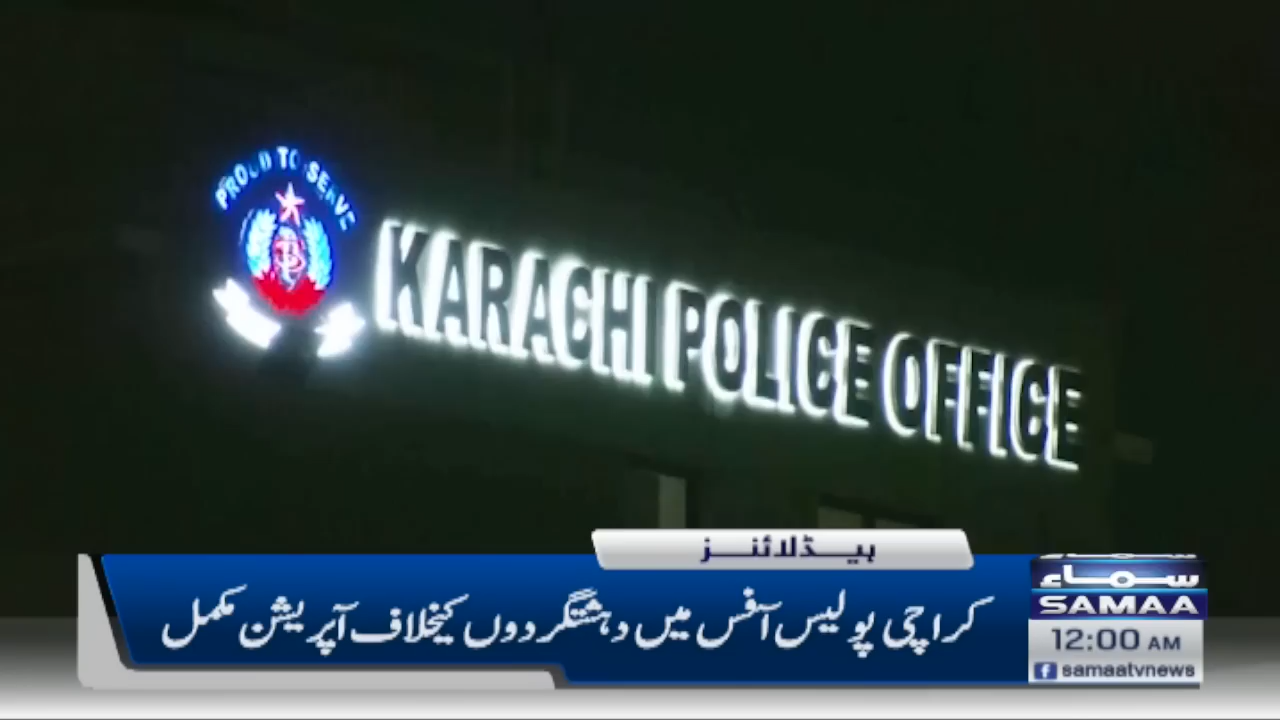 PROUD TO SERVE
KARACHI POLICE OFFICE
ہیڈلائنز
کراچی پولیس آفس میں دہشتگردوں کیخلاف آپریشن مکمل
سماء
SAMAA
12:00 AM
samaatvnews